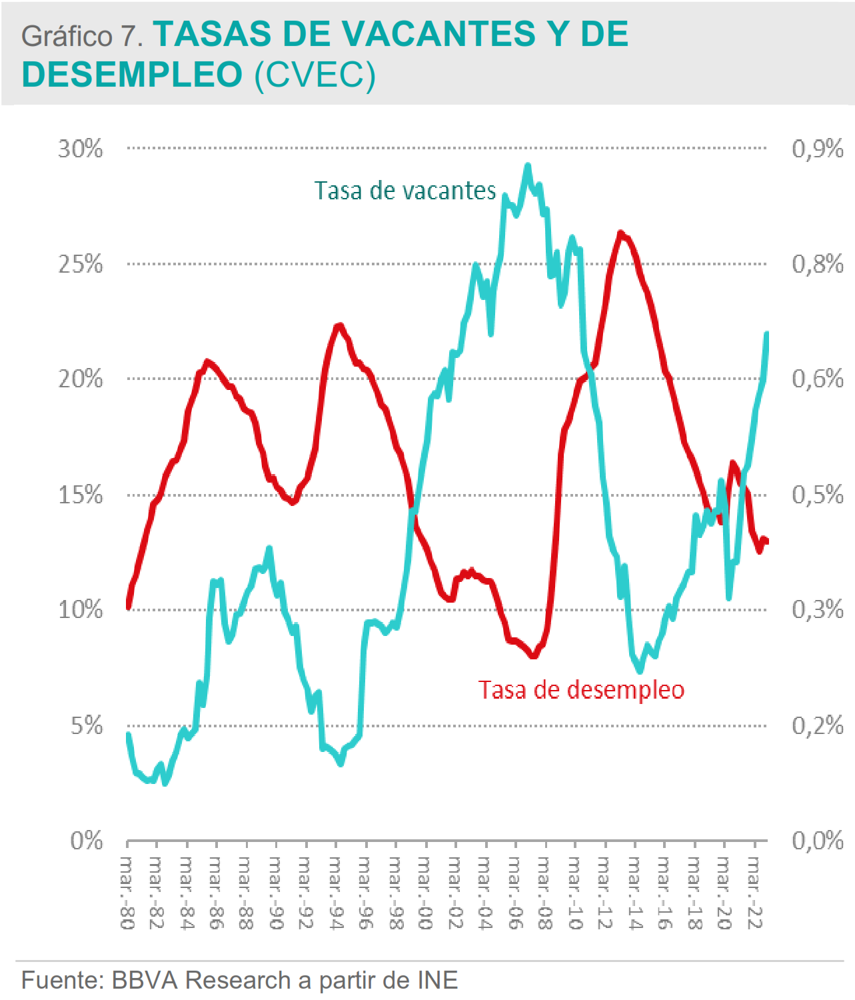 Gráfico 7. TASAS DE VACANTES Y DE
DESEMPLEO (CVEC)
30%
0,9%
Tasa de vacantes
25%
0,8%
20%
0,6%
15%
0,5%
10%
0,3%
Tasa de desempleo
5%
0,2%
0%
0,0%
mar.-80
mar.-82
mar.-84
mar.-86
mar.-88
mar.-90
mar.-92
mar.-94
mar.-96
mar.-98
mar.-00
mar.-02
mar.-04
mar.-06
mar.-08
mar.-10
mar.-12
mar.-14
mar.-16
mar.-18
mar.-20
mar.-22
Fuente: BBVA Research a partir de INE